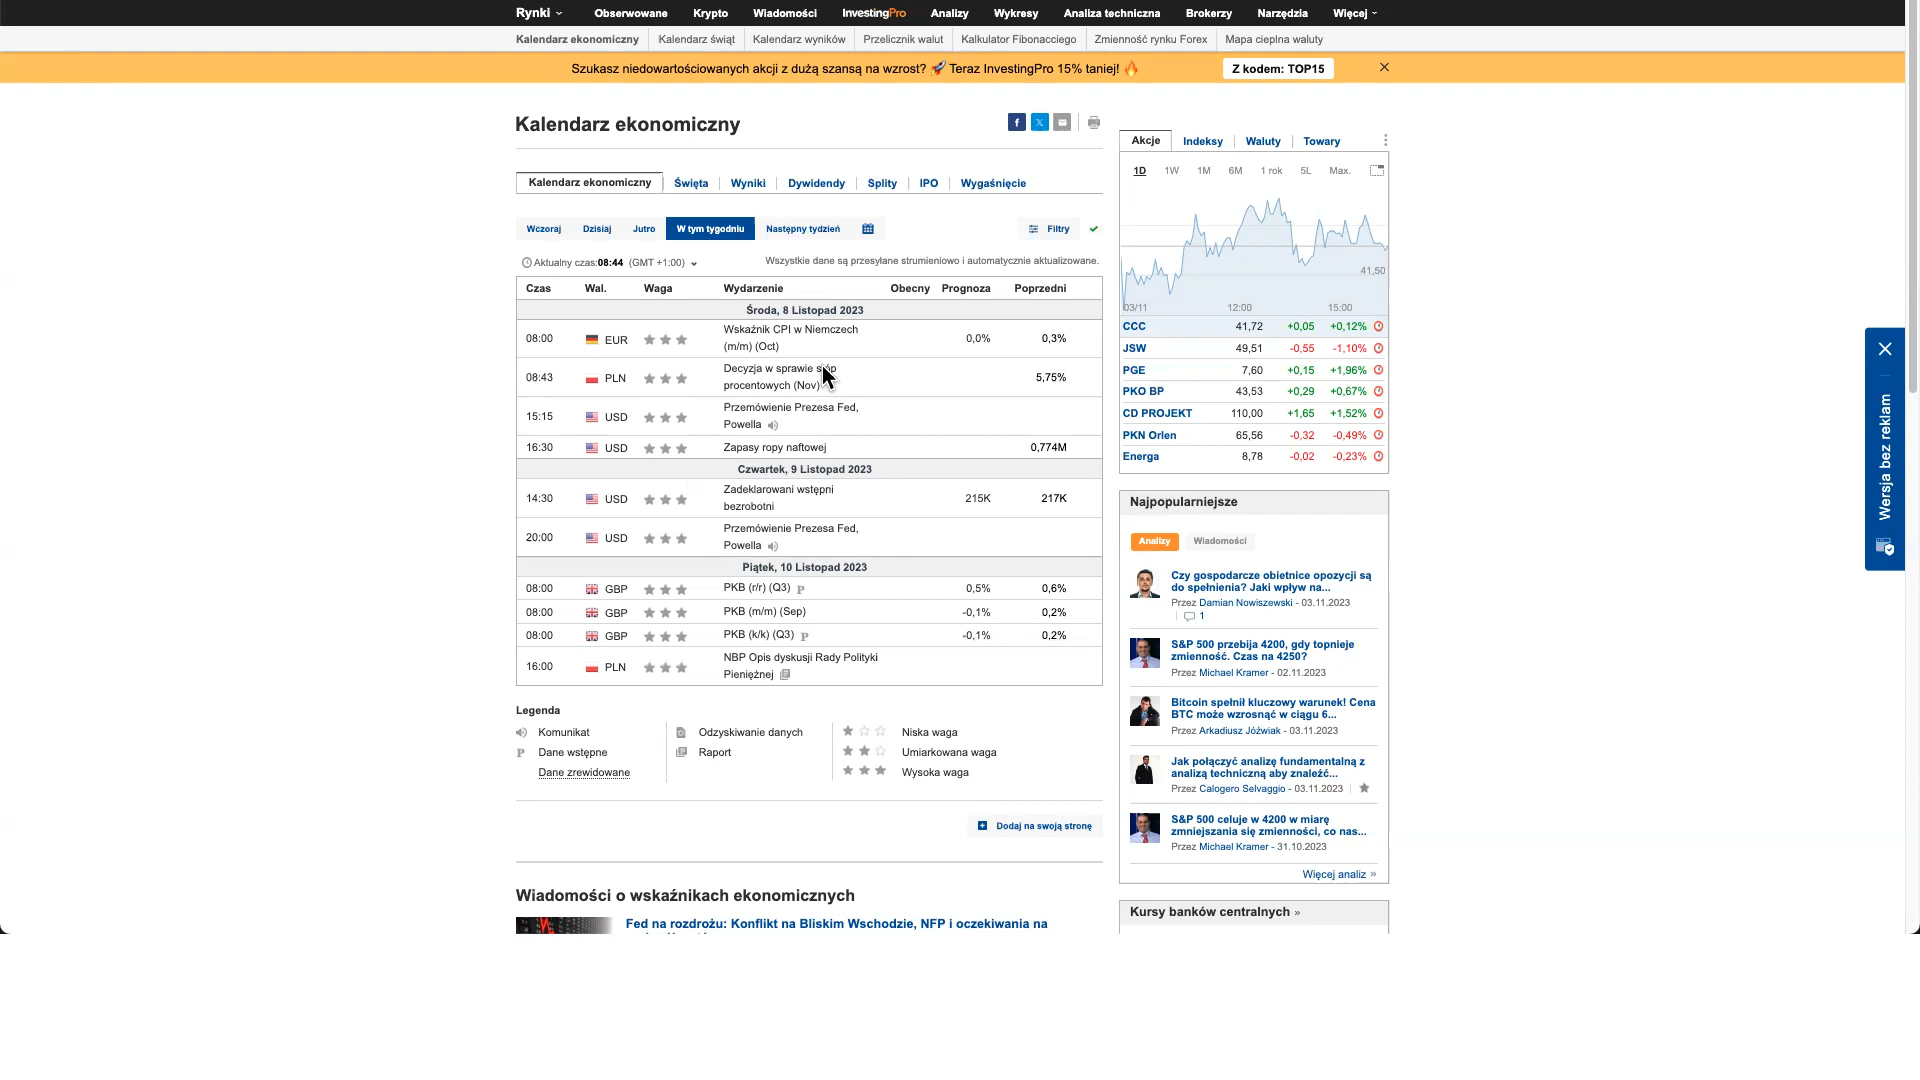 Rynki Obserwowane Krypto Wiadomości InvestingPro Analizy Wykresy Analiza techniczna Brokerzy Narzędzia Więcej
Kalendarz ekonomiczny Kalendarz świąt Kalendarz wyników Przelicznik walut Kalkulator Fibonacciego Zmienność rynku Forex Mapa cieplna waluty
Szukasz niedowartościowanych akcji z dużą szansą na wzrost? 🚀 Teraz InvestingPro 15% taniej! 🔥 Z kodem: TOP15
Kalendarz ekonomiczny
Kalendarz ekonomiczny Święta Wyniki Dywidendy Splity IPO Wygaśnięcie
Wczoraj Dzisiaj Jutro W tym tygodniu Następny tydzień Filtry
Aktualny czas:08:44 (GMT +1:00) Wszystkie dane są przesyłane strumieniowo i automatycznie aktualizowane.
Czas Wal. Waga Wydarzenie Obecny Prognoza Poprzedni
Środa, 8 Listopad 2023
08:00 EUR Wskaźnik CPI w Niemczech
(m/m) (Oct) 0,0% 0,3%
08:43 PLN Decyzja w sprawie stóp
procentowych (Nov) 5,75%
15:15 USD Przemówienie Prezesa Fed,
Powella
16:30 USD Zapasy ropy naftowej 0,774M
Czwartek, 9 Listopad 2023
14:30 USD Zadeklarowani wstępni
bezrobotni 215K 217K
20:00 USD Przemówienie Prezesa Fed,
Powella
Piątek, 10 Listopad 2023
08:00 GBP PKB (r/r) (Q3) P 0,5% 0,6%
08:00 GBP PKB (m/m) (Sep) -0,1% 0,2%
08:00 GBP PKB (k/k) (Q3) P -0,1% 0,2%
16:00 PLN NBP Opis dyskusji Rady Polityki
Pieniężnej
Legenda
Komunikat Odzyskiwanie danych Niska waga
P Dane wstępne Raport Umiarkowana waga
Dane zrewidowane Wysoka waga
Dodaj na swoją stronę
Wiadomości o wskaźnikach ekonomicznych
Fed na rozdrożu: Konflikt na Bliskim Wschodzie, NFP i oczekiwania na
Akcje Indeksy Waluty Towary
1D 1W 1M 6M 1 rok 5L Max.
41,50
03/11 12:00 15:00
CCC 41,72 +0,05 +0,12%
JSW 49,51 -0,55 -1,10%
PGE 7,60 +0,15 +1,96%
PKO BP 43,53 +0,29 +0,67%
CD PROJEKT 110,00 +1,65 +1,52%
PKN Orlen 65,56 -0,32 -0,49%
Energa 8,78 -0,02 -0,23%
Najpopularniejsze
Analizy Wiadomości
Czy gospodarcze obietnice opozycji są
do spełnienia? Jaki wpływ na...
Przez Damian Nowiszewski - 03.11.2023
1
S&P 500 przebija 4200, gdy topnieje
zmienność. Czas na 4250?
Przez Michael Kramer - 02.11.2023
Bitcoin spełnił kluczowy warunek! Cena
BTC może wzrosnąć w ciągu 6...
Przez Arkadiusz Jóźwiak - 03.11.2023
Jak połączyć analizę fundamentalną z
analizą techniczną aby znaleźć...
Przez Calogero Selvaggio - 03.11.2023
S&P 500 celuje w 4200 w miarę
zmniejszania się zmienności, co nas...
Przez Michael Kramer - 31.10.2023
Więcej analiz »
Kursy banków centralnych »
Wersja bez reklam